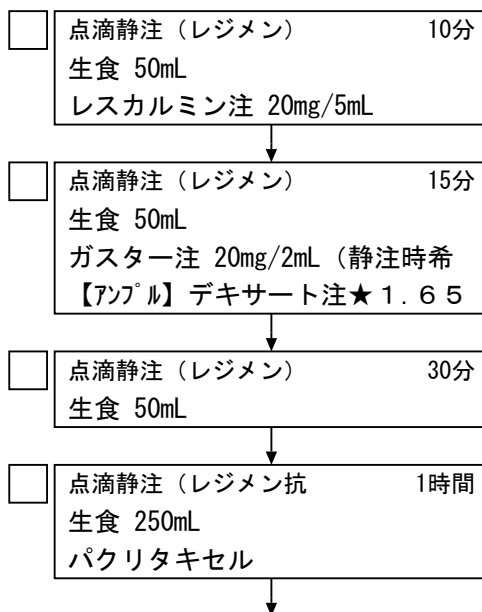 点滴静注（レジメン） 10分
生食 50mL
レスカルミン注 20mg/5mL
点滴静注（レジメン） 15分
生食 50mL
ガスター注 20mg/2mL（静注時希
【ｱﾝﾌﾟﾙ】デキサート注★１.６５
点滴静注（レジメン） 30分
生食 50mL
点滴静注（レジメン抗 1時間
生食 250mL
パクリタキセル